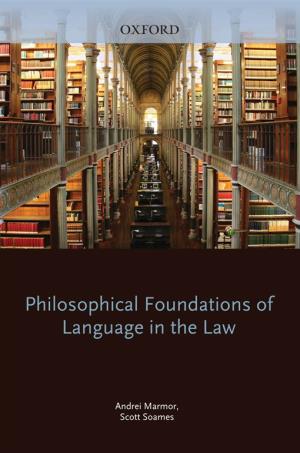 OXFORD
Philosophical Foundations of
Language in the Law
Andrei Marmor,
Scott Soames